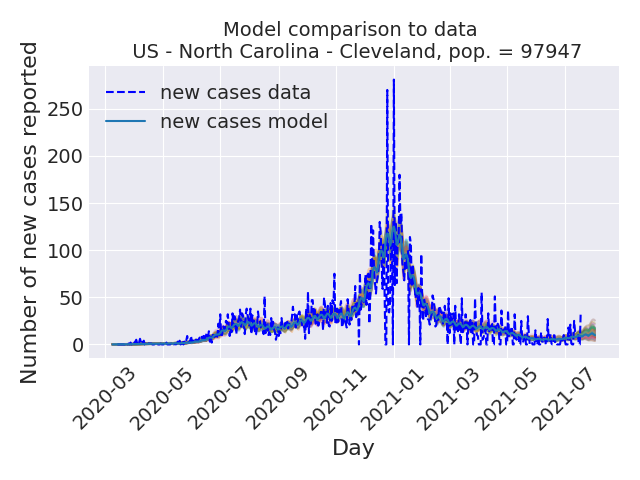 Model comparison to data
US - North Carolina - Cleveland, pop. = 97947
Number of new cases reported
new cases data
new cases model
250
200
150
100
50
0
2020-03
2020-05
2020-07
2020-09
2020-11
2021-01
2021-03
2021-05
2021-07
Day